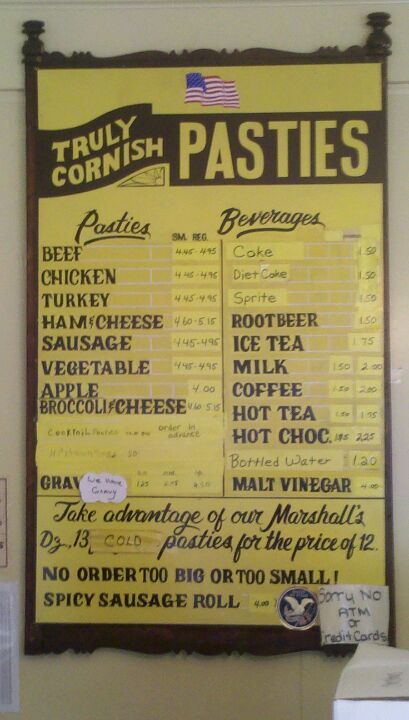 TRULY CORNISH PASTIES
Pasties
SM. REG.
BEEF 4.45 - 4.95
CHICKEN 4.45 - 4.95
TURKEY 4.45 - 4.95
HAM & CHEESE 4.60 - 5.15
SAUSAGE 4.45 - 4.95
VEGETABLE 4.45 - 4.95
APPLE 4.00
BROCCOLI & CHEESE 4.60 - 5.15
Cocktail Pasties order in
advance
GRAV
We Have
Gravy
Beverages
Coke 1.50
Diet Coke 1.50
Sprite 1.50
ROOTBEER 1.50
ICE TEA 1.75
MILK 1.50 2.00
COFFEE 1.50 2.00
HOT TEA 1.50 1.75
HOT CHOC. 1.85 2.25
Bottled Water 1.20
MALT VINEGAR 4.00
Take advantage of our Marshall's
Dz., 13 COLD pasties, for the price of 12.
NO ORDER TOO BIG OR TOO SMALL!
SPICY SAUSAGE ROLL 4.00
Sorry No
ATM
or
Credit Cards